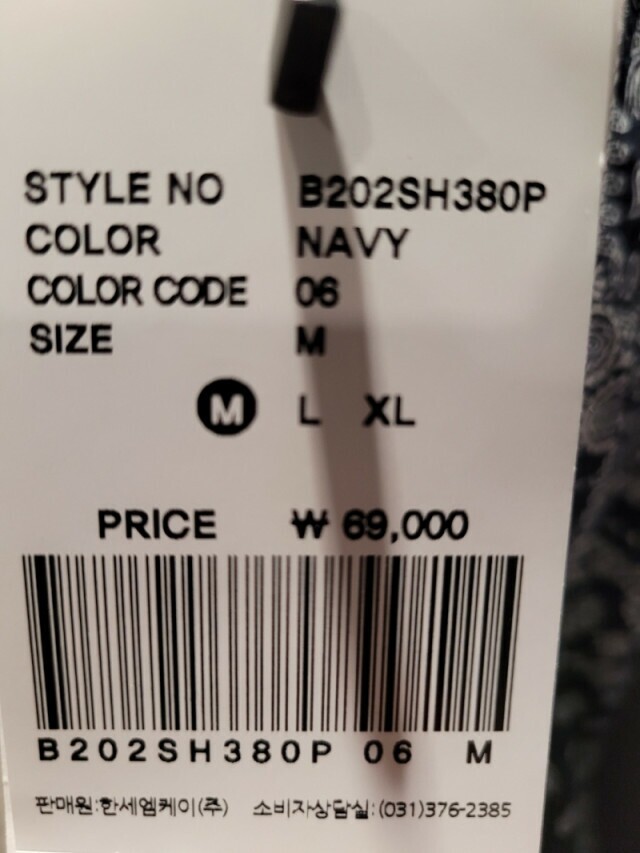 STYLE NO B202SH380P
COLOR NAVY
COLOR CODE 06
SIZE M
M L XL
PRICE ₩ 69,000
B202SH380P 06 M
판매원:한세엠케이(주) 소비자상담실:(031)376-2385